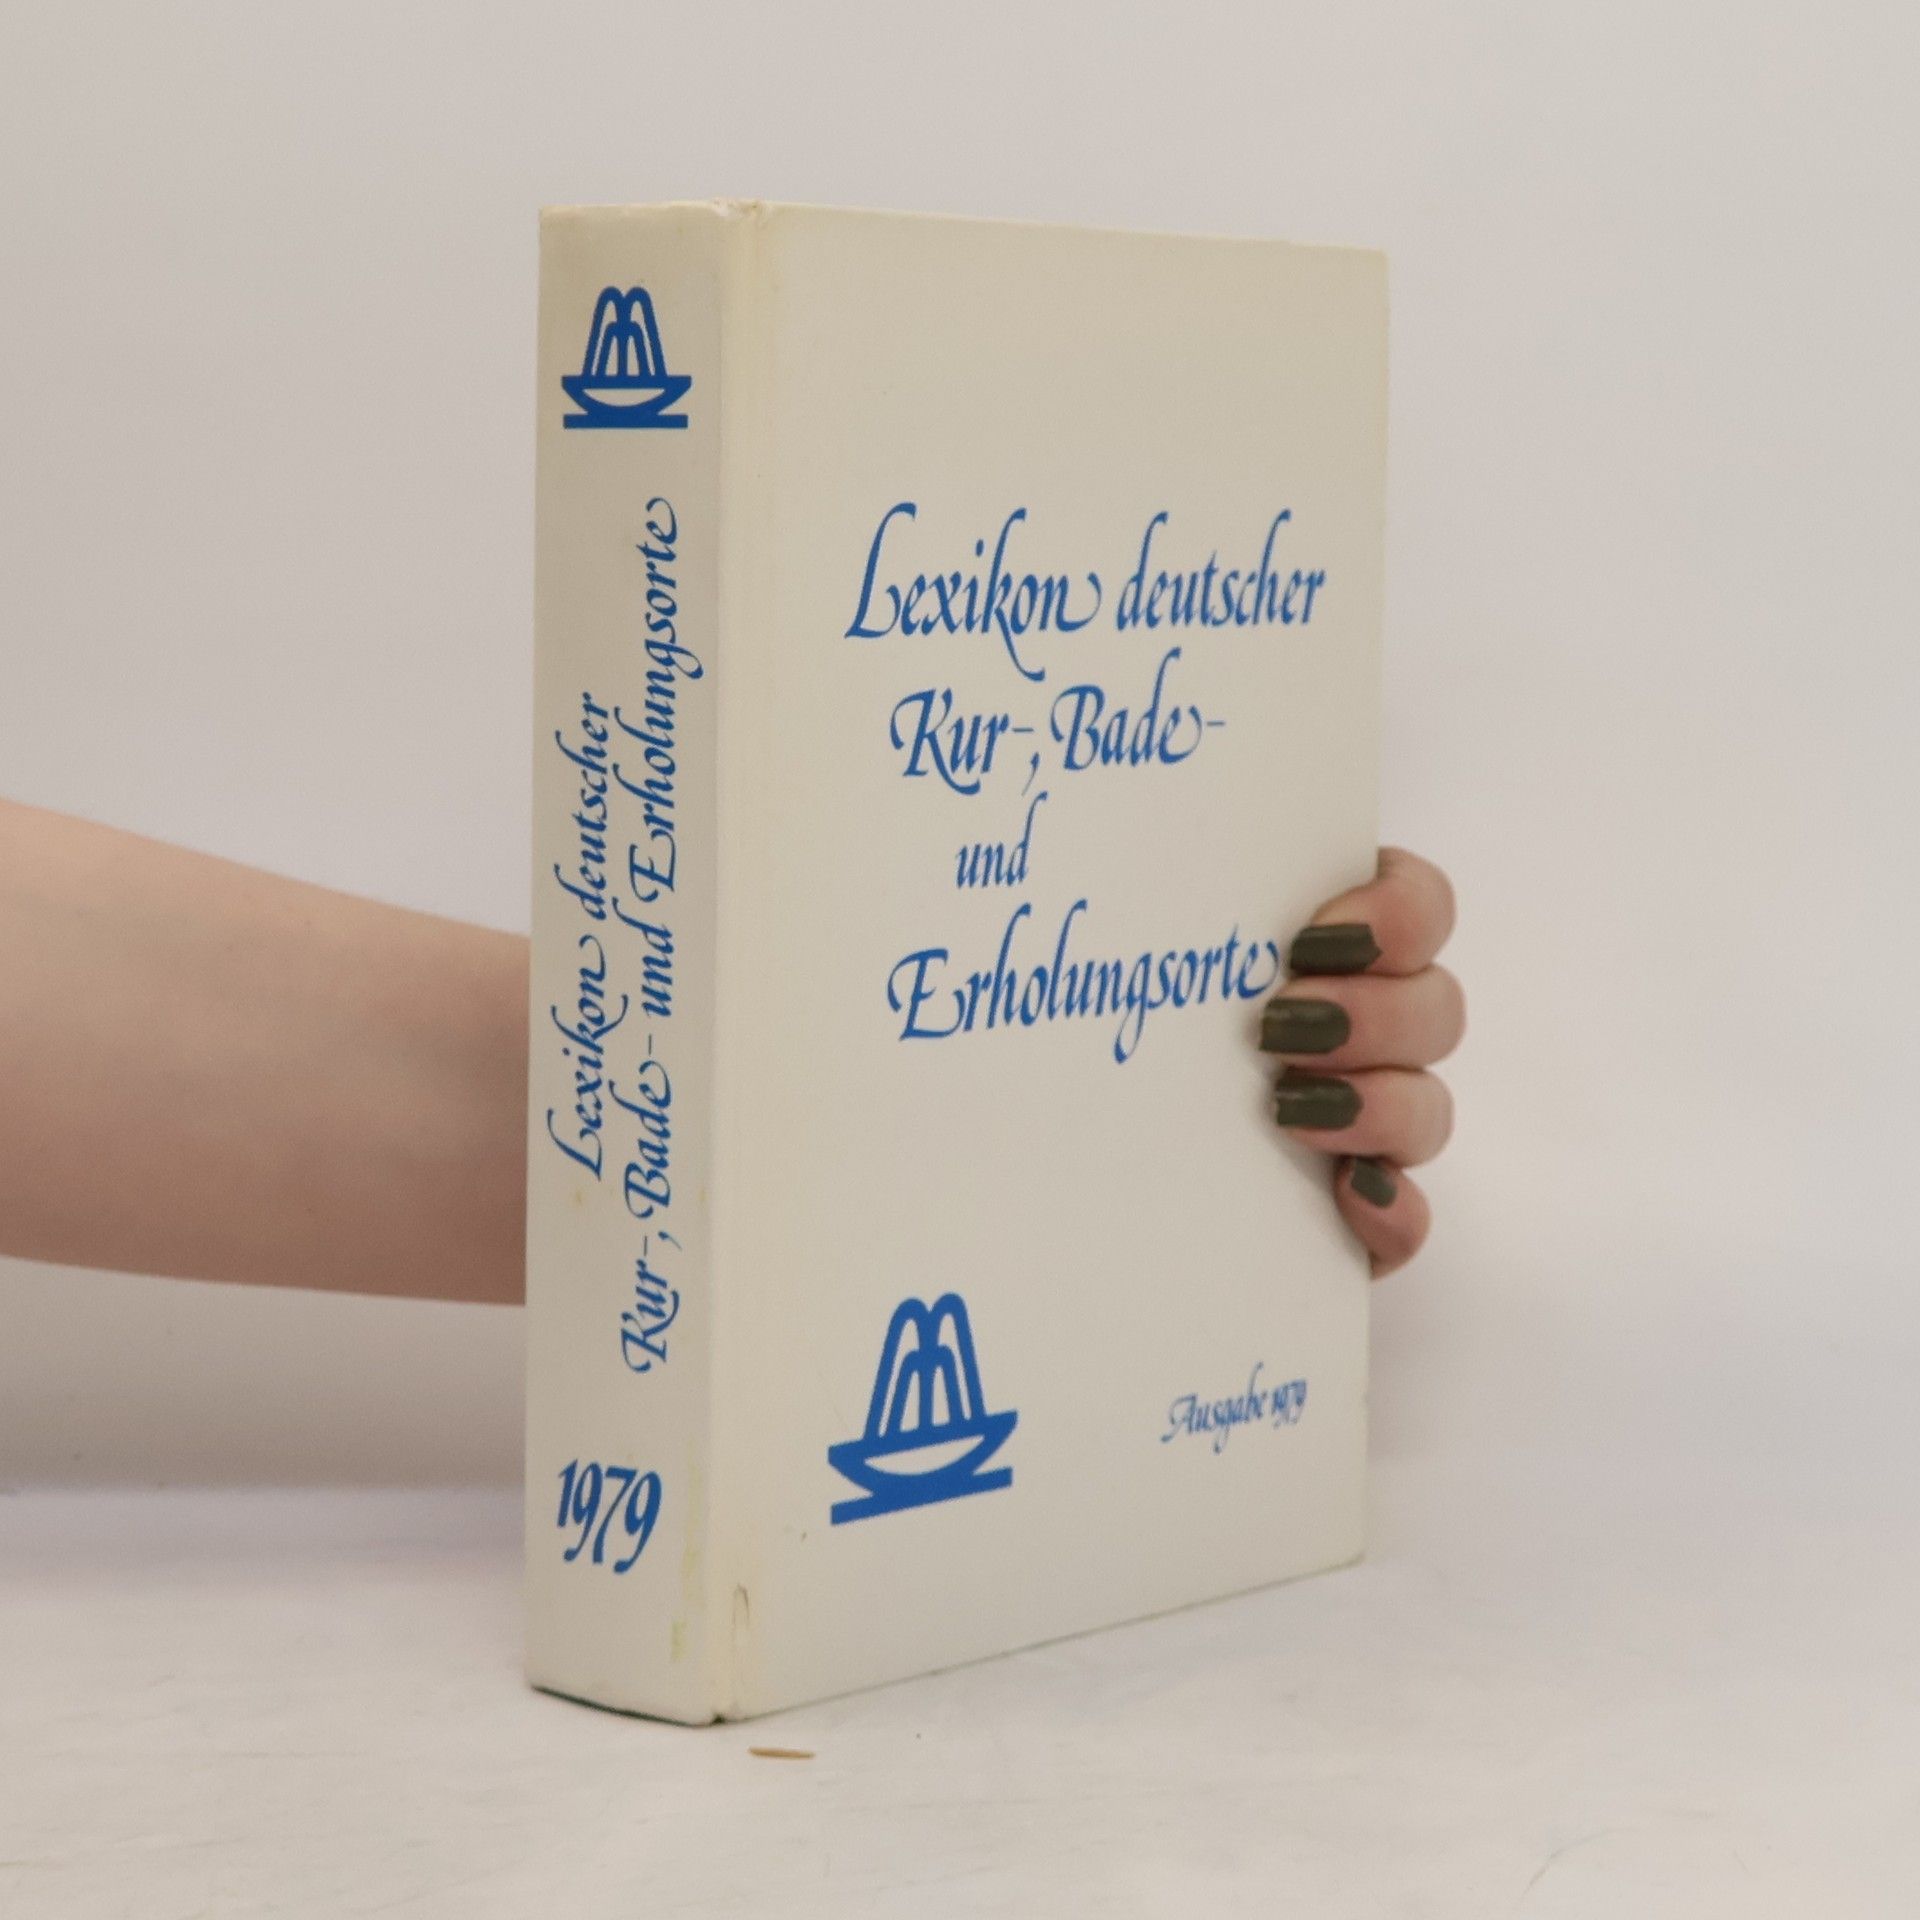 Lexikon deutscher
Kur-, Bade- und Erholungsorte
1979
Lexikon deutscher
Kur-, Bade-
und
Erholungsorte
Ausgabe 1979